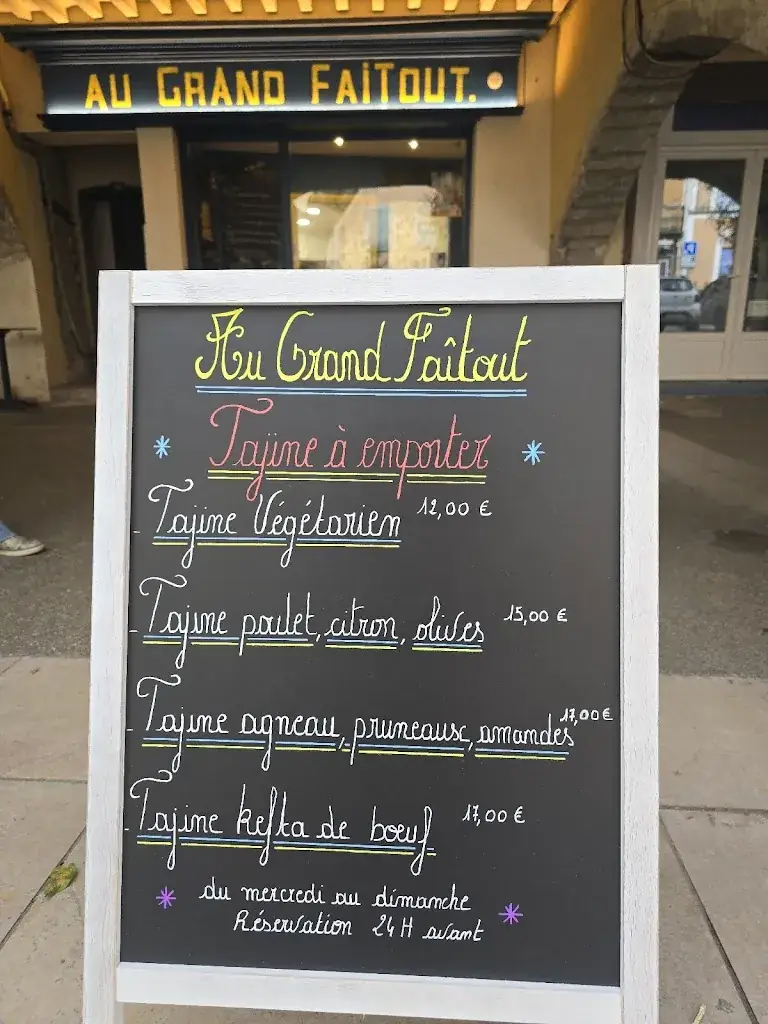 AU GRAND FAiTOUT.
Au Grand Faîtout
Tajine à emporter
- Tajine Végétarien 12,00 €
- Tajine poulet, citron, olives 15,00 €
- Tajine agneau, pruneaux, amandes 17,00 €
- Tajine kefta de boeuf 17,00 €
du mercredi au dimanche
Réservation 24H avant